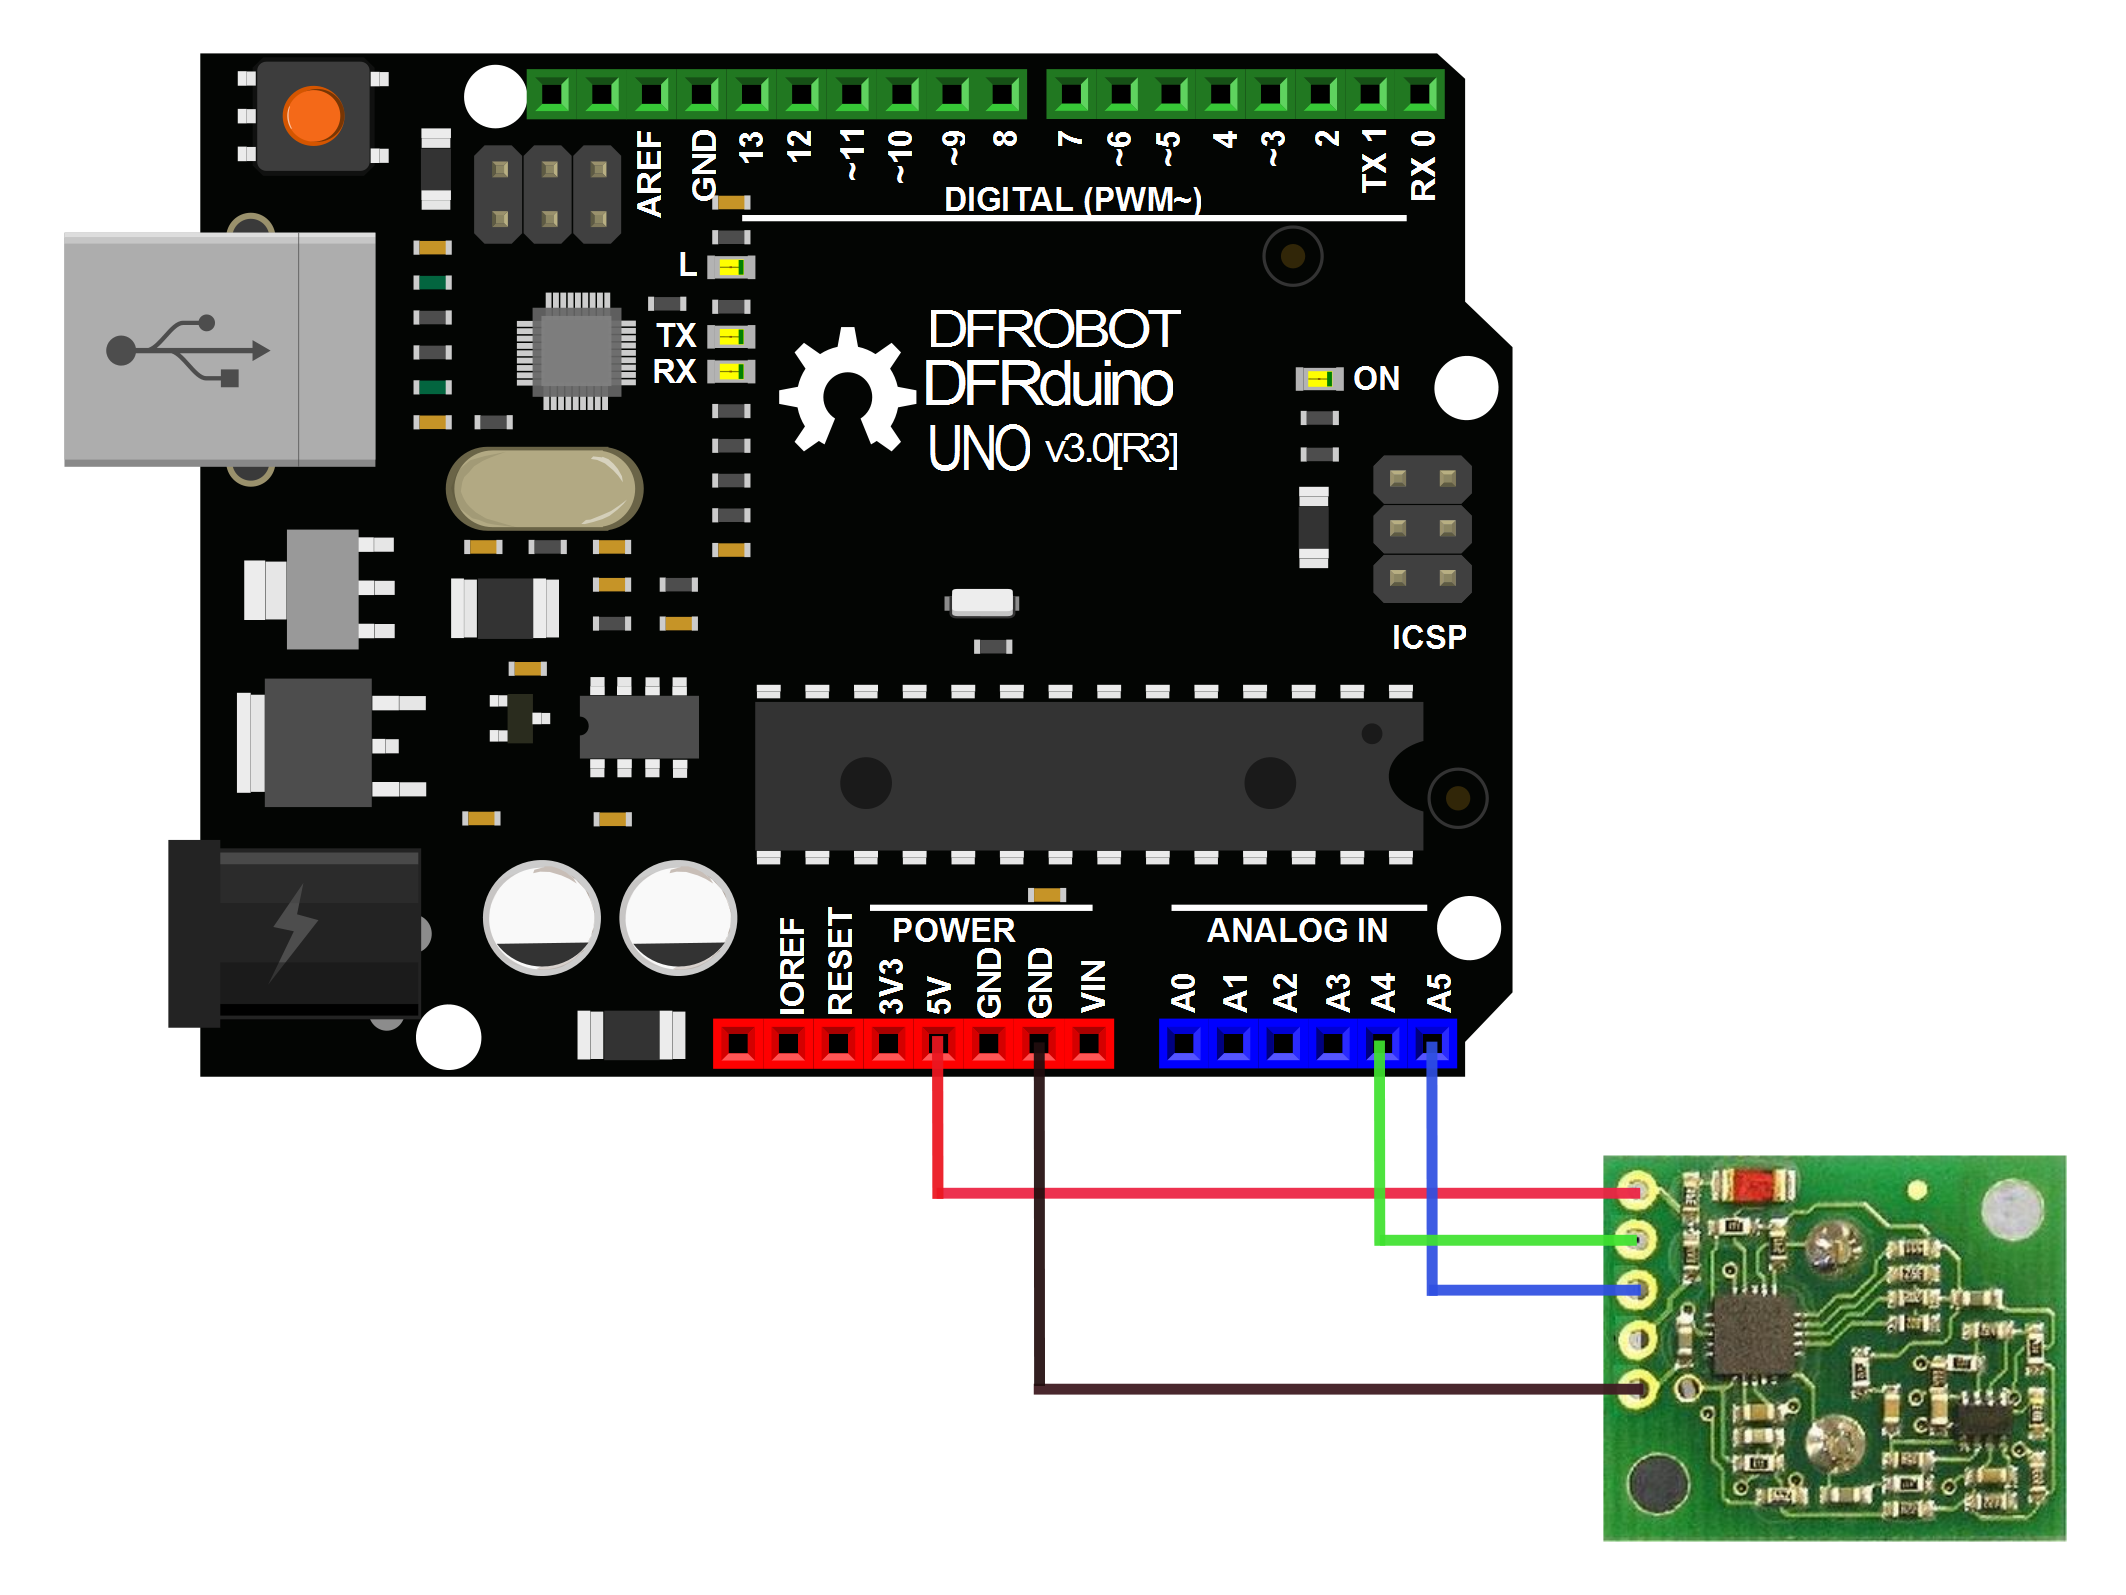 AREF GND 13 12 ~11 ~10 ~9 8 7 ~6 ~5 4 ~3 2 TX 1 RX 0
DIGITAL (PWM~)
L
TX
RX
DFROBOT
DFRduino
UNO v3.0[R3]
ON
ICSP
POWER
ANALOG IN
IOREF RESET 3V3 5V GND GND VIN
A0 A1 A2 A3 A4 A5